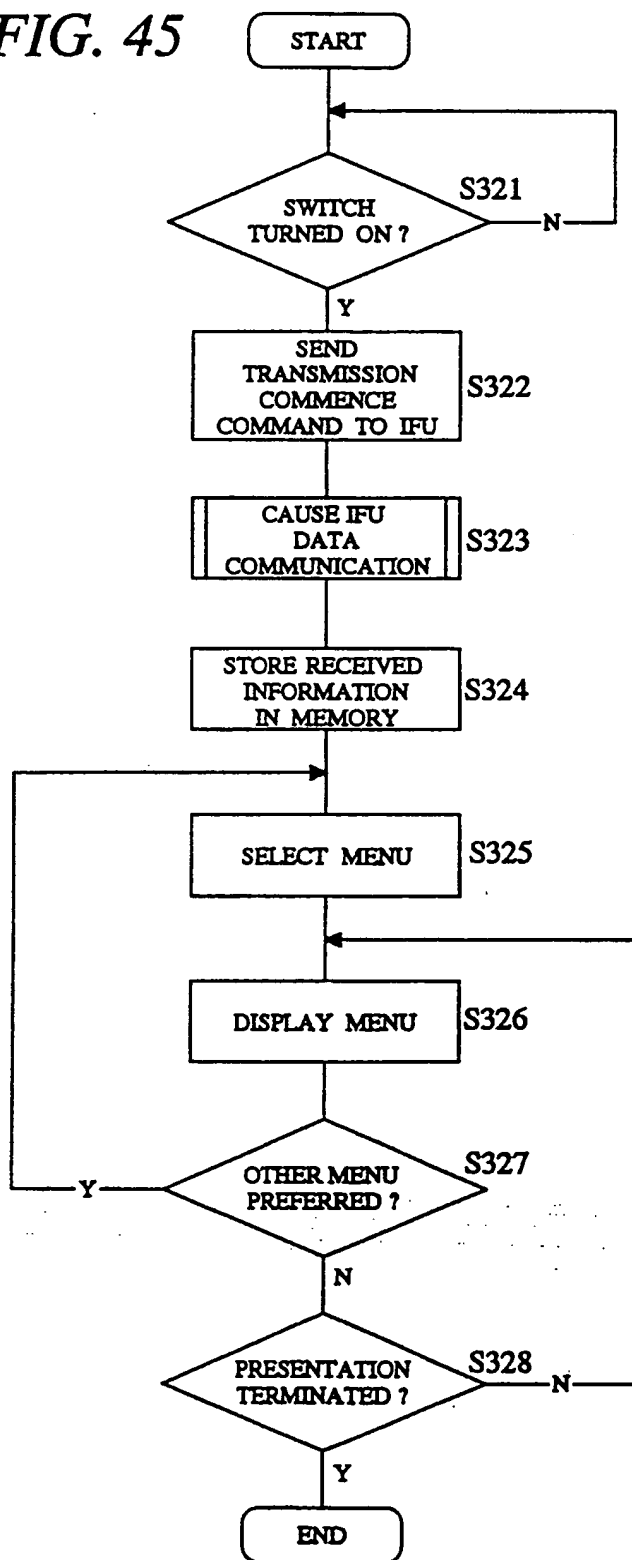 FIG. 45
START
S321
SWITCH
TURNED ON ?
N
Y
SEND
TRANSMISSION
COMMENCE
COMMAND TO IFU
S322
CAUSE IFU
DATA
COMMUNICATION
S323
STORE RECEIVED
INFORMATION
IN MEMORY
S324
SELECT MENU
S325
DISPLAY MENU
S326
OTHER MENU
PREFERRED ?
S327
Y
N
PRESENTATION
TERMINATED ?
S328
N
Y
END